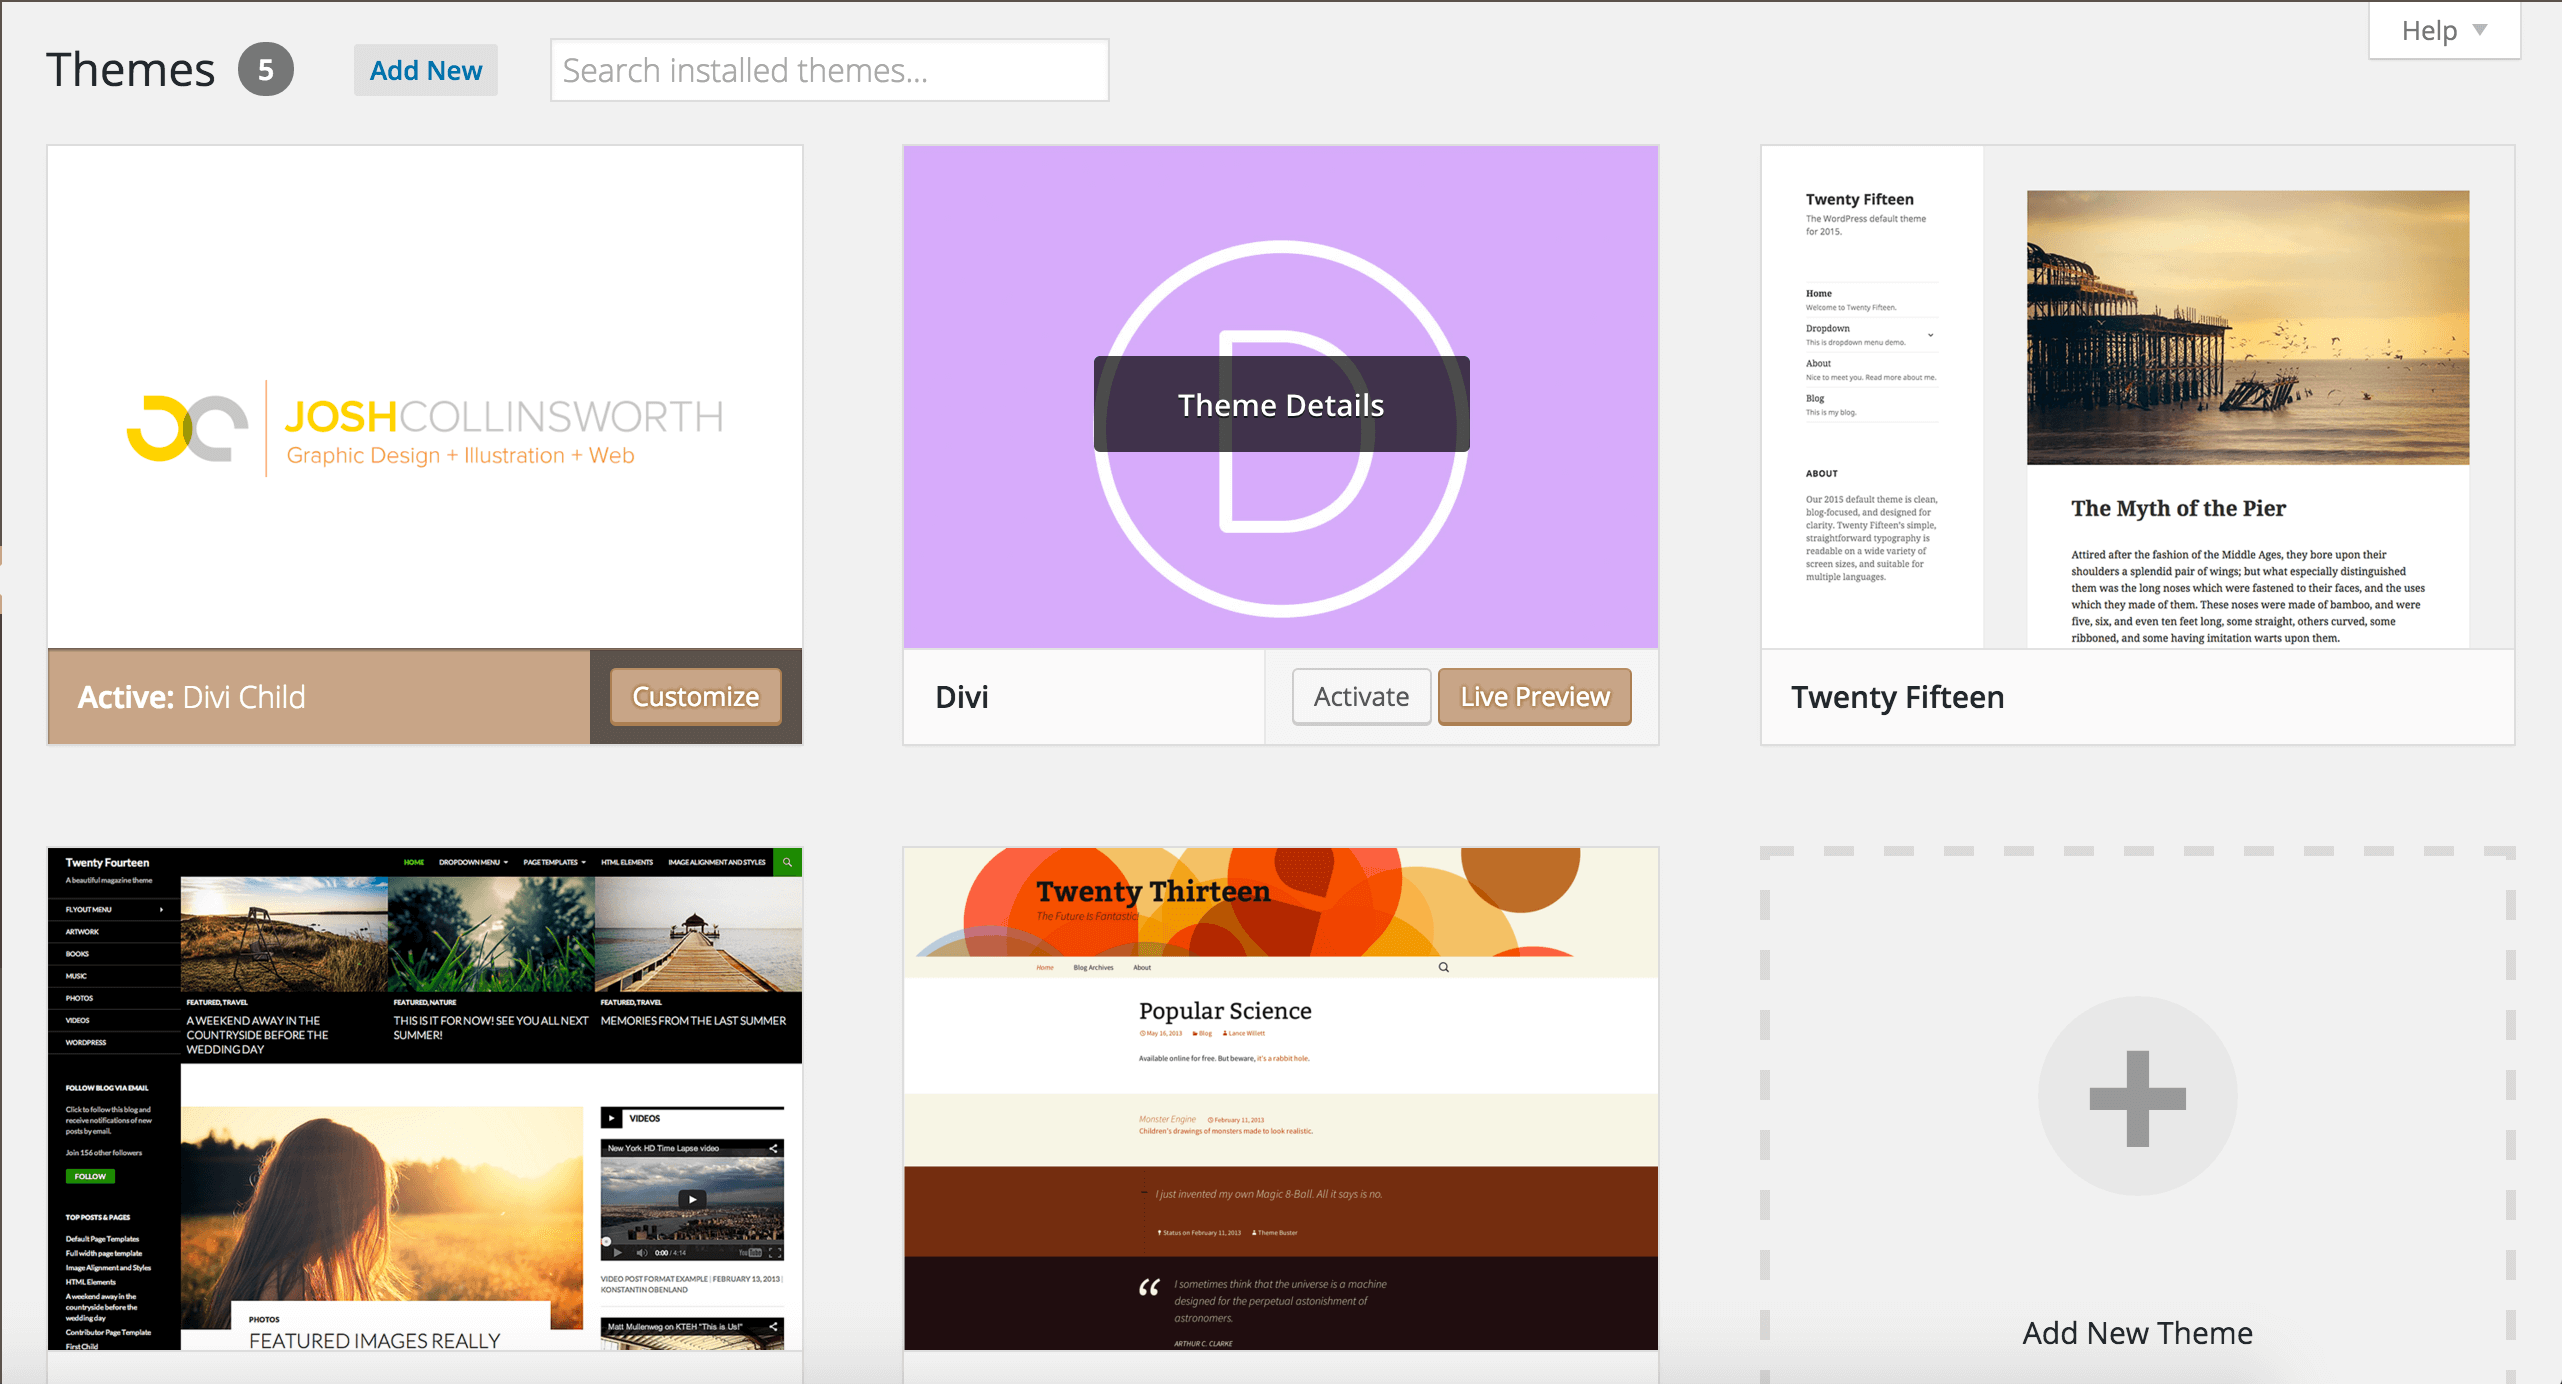 Themes 5 Add New Search installed themes... Help
JOSHCOLLINSWORTH
Graphic Design + Illustration + Web
Active: Divi Child Customize
Theme Details
Divi Activate Live Preview
Twenty Fifteen
The WordPress default theme
for 2015.
Home
Welcome to Twenty Fifteen.
Dropdown
This is dropdown menu demo.
About
Nice to meet you. Read more about me.
Blog
This is my blog.
ABOUT
Our 2015 default theme is clean,
blog-focused, and designed for
clarity. Twenty Fifteen's simple,
straightforward typography is
readable on a wide variety of
screen sizes, and suitable for
multiple languages.
The Myth of the Pier
Attired after the fashion of the Middle Ages, they bore upon their
shoulders a splendid pair of wings; but what especially distinguished
them was the long noses which were fastened to their faces, and the uses
which they made of them. These noses were made of bamboo, and were
five, six, and even ten feet long, some straight, others curved, some
ribboned, and some having imitation warts upon them.
Twenty Fifteen
Twenty Fourteen
A beautiful magazine theme
HOME DROPDOWN MENU PAGE TEMPLATES HTML ELEMENTS IMAGE ALIGNMENT AND STYLES
FLYOUT MENU
ARTWORK
BOOKS
MUSIC
PHOTOS
VIDEOS
WORDPRESS
FEATURED, TRAVEL
A WEEKEND AWAY IN THE
COUNTRYSIDE BEFORE THE
WEDDING DAY
FEATURED, NATURE
THIS IS IT FOR NOW! SEE YOU ALL NEXT
SUMMER!
FEATURED, TRAVEL
MEMORIES FROM THE LAST SUMMER
FOLLOW BLOG VIA EMAIL
Click to follow this blog and
receive notifications of new
posts by email.
Join 156 other followers
FOLLOW
TOP POSTS & PAGES
Default Page Templates
Full width page template
Image Alignment and Styles
HTML Elements
A weekend away in the
countryside before the
wedding day
Contributor Page Template
First Child
PHOTOS
FEATURED IMAGES REALLY
VIDEOS
New York HD Time Lapse video
0:00 / 4:14 YouTube
VIDEO POST FORMAT EXAMPLE | FEBRUARY 13, 2013 |
KONSTANTIN OBENLAND
Matt Mullenweg on KTEH "This is Us!"
Twenty Thirteen
The Future Is Fantastic!
Home Blog Archives About
Popular Science
May 16, 2013 Blog Lance Willett
Available online for free. But beware, it's a rabbit hole.
Monster Engine February 11, 2013
Children's drawings of monsters made to look realistic.
I just invented my own Magic 8-Ball. All it says is no.
Status on February 11, 2013 Theme Buster
“ I sometimes think that the universe is a machine
designed for the perpetual astonishment of
astronomers.
ARTHUR C. CLARKE
Add New Theme